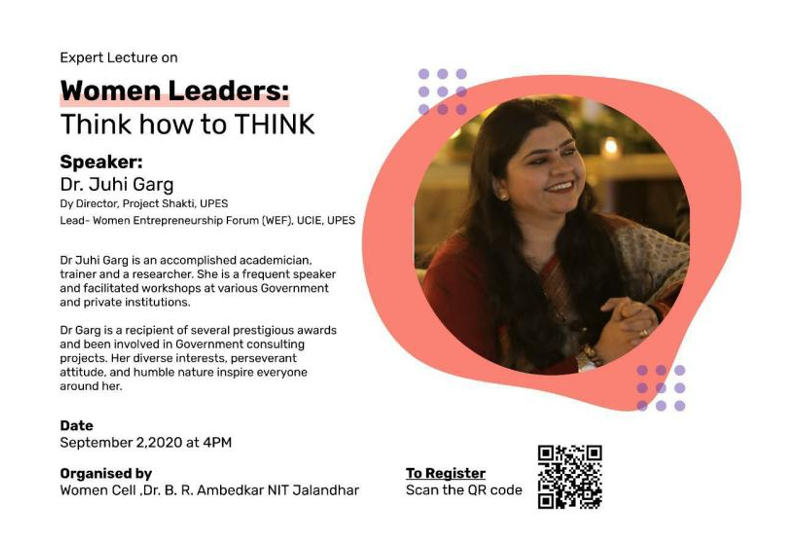 Expert Lecture on
Women Leaders:
Think how to THINK
Speaker:
Dr. Juhi Garg
Dy Director, Project Shakti, UPES
Lead- Women Entrepreneurship Forum (WEF), UCIE, UPES
Dr Juhi Garg is an accomplished academician,
trainer and a researcher. She is a frequent speaker
and facilitated workshops at various Government
and private institutions.
Dr Garg is a recipient of several prestigious awards
and been involved in Government consulting
projects. Her diverse interests, perseverant
attitude, and humble nature inspire everyone
around her.
Date
September 2,2020 at 4PM
Organised by
Women Cell ,Dr. B. R. Ambedkar NIT Jalandhar
To Register
Scan the QR code